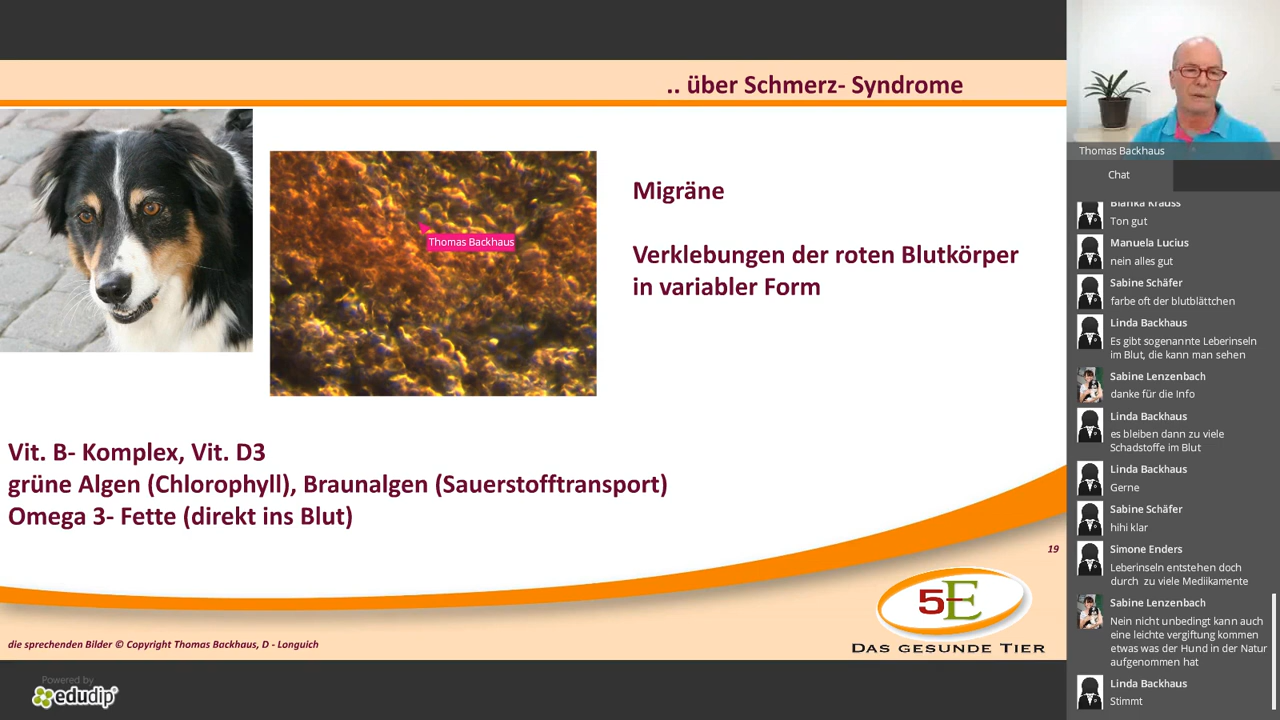 .. über Schmerz- Syndrome
Thomas Backhaus
Migräne
Verklebungen der roten Blutkörper
in variabler Form
Vit. B- Komplex, Vit. D3
grüne Algen (Chlorophyll), Braunalgen (Sauerstofftransport)
Omega 3- Fette (direkt ins Blut)
19
5E
DAS GESUNDE TIER
die sprechenden Bilder © Copyright Thomas Backhaus, D - Longuich
Powered by
edudip
Thomas Backhaus
Chat
Bianka Krauss
Ton gut
Manuela Lucius
nein alles gut
Sabine Schäfer
farbe oft der blutblättchen
Linda Backhaus
Es gibt sogenannte Leberinseln
im Blut, die kann man sehen
Sabine Lenzenbach
danke für die Info
Linda Backhaus
es bleiben dann zu viele
Schadstoffe im Blut
Linda Backhaus
Gerne
Sabine Schäfer
hihi klar
Simone Enders
Leberinseln entstehen doch
durch zu viele Mediikamente
Sabine Lenzenbach
Nein nicht unbedingt kann auch
eine leichte vergiftung kommen
etwas was der Hund in der Natur
aufgenommen hat
Linda Backhaus
Stimmt